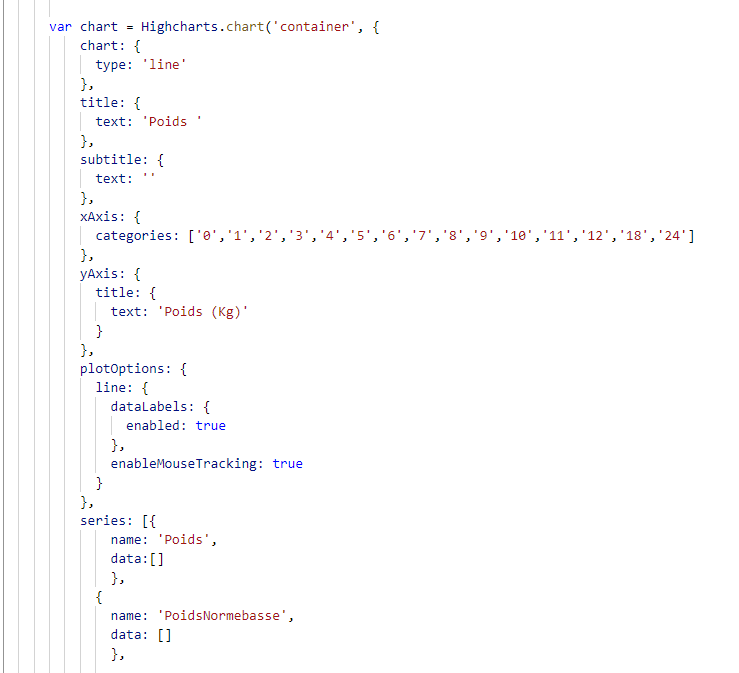 var chart = Highcharts.chart('container', {
chart: {
type: 'line'
},
title: {
text: 'Poids '
},
subtitle: {
text: ''
},
xAxis: {
categories: ['0','1','2','3','4','5','6','7','8','9','10','11','12','18','24']
},
yAxis: {
title: {
text: 'Poids (Kg)'
}
},
plotOptions: {
line: {
dataLabels: {
enabled: true
},
enableMouseTracking: true
}
},
series: [{
name: 'Poids',
data:[]
},
{
name: 'PoidsNormebasse',
data: []
},